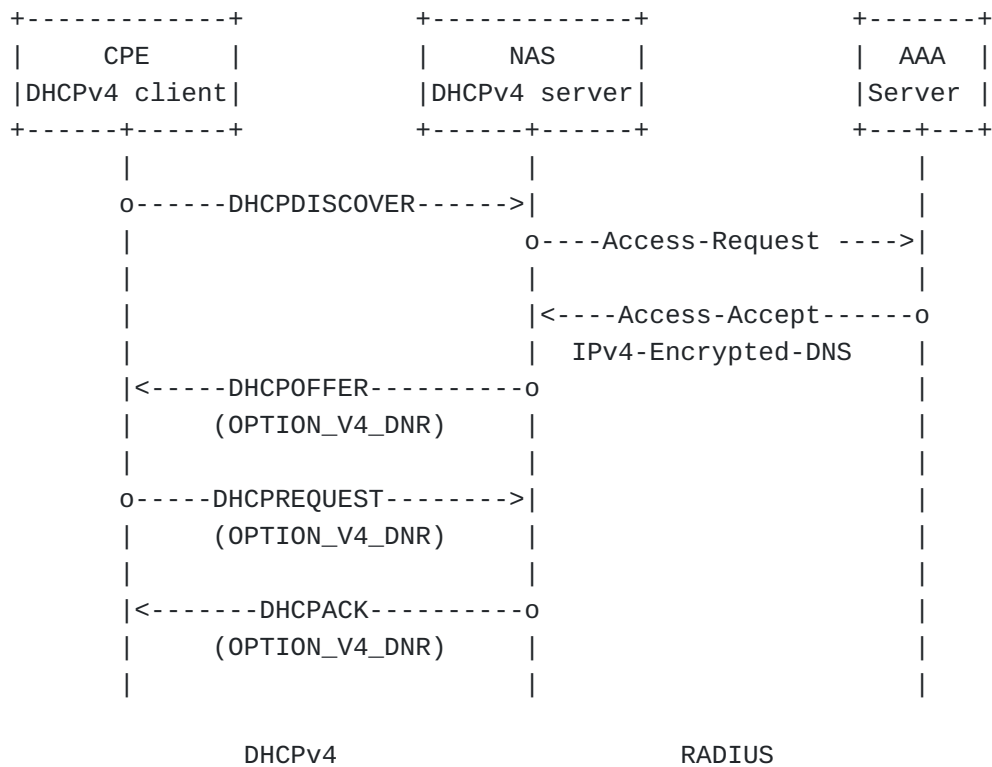 CPE NAS AAA
DHCPv4 client DHCPv4 server Server
DHCPDISCOVER
Access-Request
Access-Accept
IPv4-Encrypted-DNS
DHCPOFFER
(OPTION_V4_DNR)
DHCPREQUEST
(OPTION_V4_DNR)
DHCPACK
(OPTION_V4_DNR)
DHCPv4 RADIUS